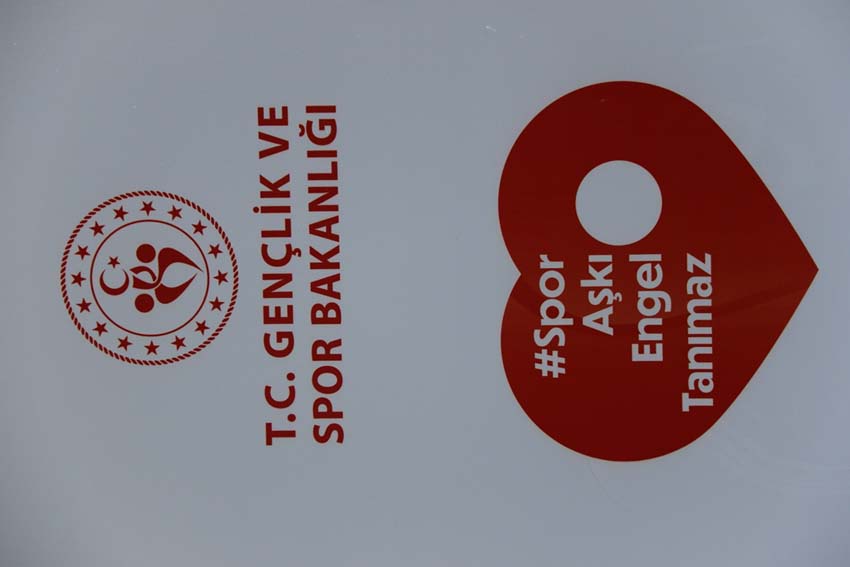 T.C. GENÇLİK VE
SPOR BAKANLIĞI
#Spor
Aşkı
Engel
Tanımaz